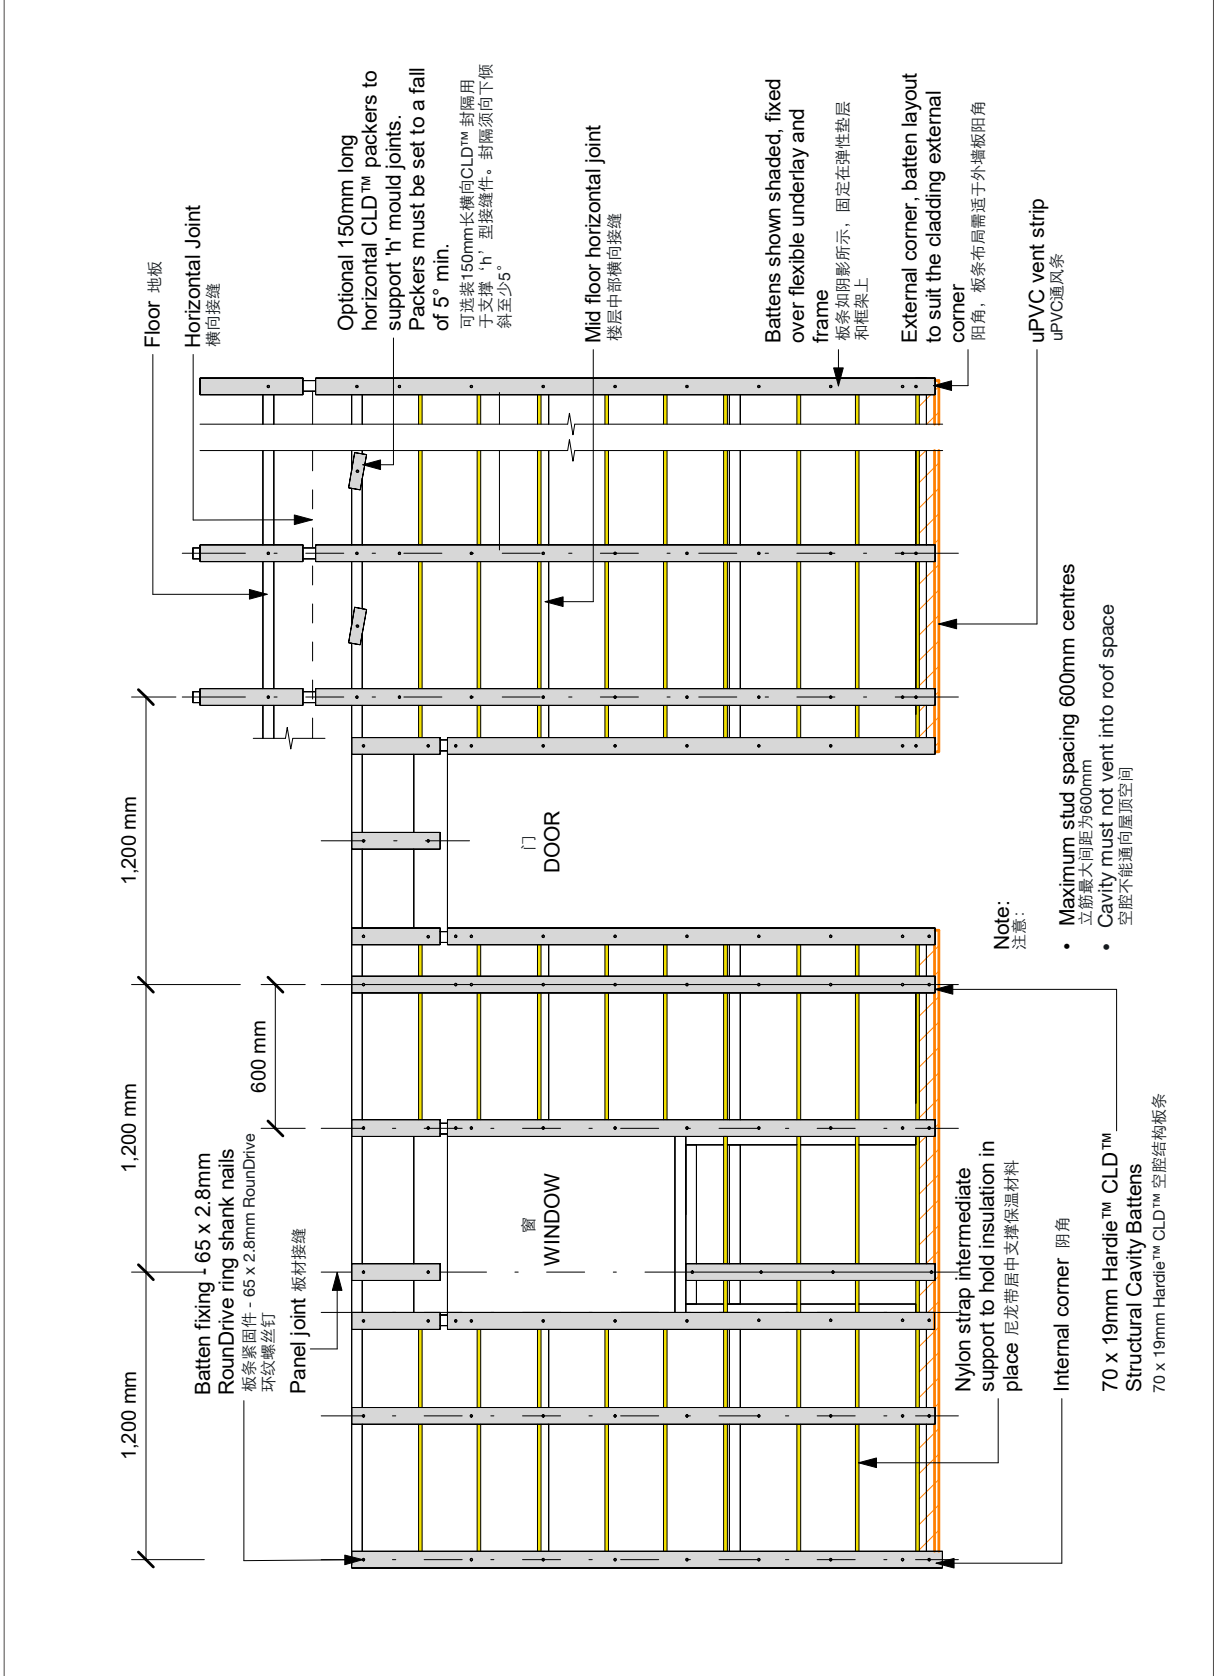 1,200 mm
1,200 mm
1,200 mm
600 mm
Batten fixing - 65 x 2.8mm
RounDrive ring shank nails
板条紧固件 - 65 x 2.8mm RounDrive
环纹螺丝钉
Panel joint 板材接缝
Floor 地板
Horizontal Joint
横向接缝
Optional 150mm long
horizontal CLD™ packers to
support 'h' mould joints.
Packers must be set to a fall
of 5° min.
可选装150mm长横向CLD™ 封隔用
于支撑‘h’型接缝件。封隔须向下倾
斜至少5°
Mid floor horizontal joint
楼层中部横向接缝
Battens shown shaded, fixed
over flexible underlay and
frame
板条如阴影所示，固定在弹性垫层
和框架上
External corner, batten layout
to suit the cladding external
corner
阳角，板条布局需适于外墙板阳角
uPVC vent strip
uPVC通风条
窗
WINDOW
门
DOOR
Nylon strap intermediate
support to hold insulation in
place 尼龙带居中支撑保温材料
Internal corner 阴角
70 x 19mm Hardie™ CLD™
Structural Cavity Battens
70 x 19mm Hardie™ CLD™ 空腔结构板条
Note:
注意：
• Maximum stud spacing 600mm centres
立筋最大间距为600mm
• Cavity must not vent into roof space
空腔不能通向屋顶空间